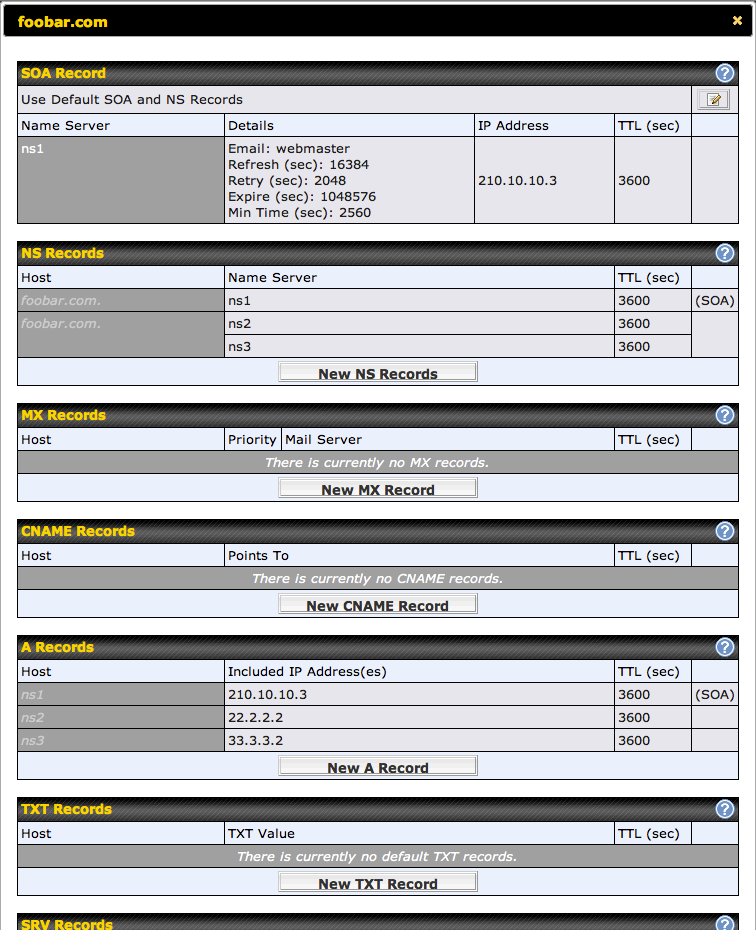 foobar.com
SOA Record
Use Default SOA and NS Records
Name Server Details IP Address TTL (sec)
ns1 Email: webmaster
Refresh (sec): 16384
Retry (sec): 2048
Expire (sec): 1048576
Min Time (sec): 2560
210.10.10.3 3600
NS Records
Host Name Server TTL (sec)
foobar.com. ns1 3600 (SOA)
foobar.com. ns2 3600
ns3 3600
New NS Records
MX Records
Host Priority Mail Server TTL (sec)
There is currently no MX records.
New MX Record
CNAME Records
Host Points To TTL (sec)
There is currently no CNAME records.
New CNAME Record
A Records
Host Included IP Address(es) TTL (sec)
ns1 210.10.10.3 3600 (SOA)
ns2 22.2.2.2 3600
ns3 33.3.3.2 3600
New A Record
TXT Records
Host TXT Value TTL (sec)
There is currently no default TXT records.
New TXT Record
SRV Records